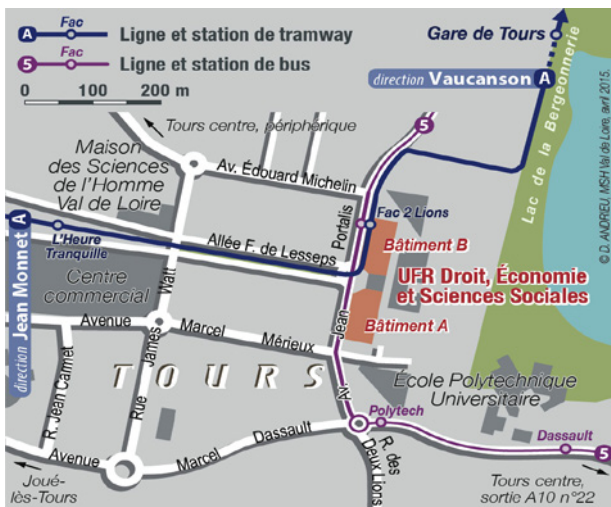 Fac
A Ligne et station de tramway
Fac
5 Ligne et station de bus
0 100 200 m
Gare de Tours
direction Vaucanson A
Lac de la Bergeonnerie
© D. ANDRIEU, MSH Val de Loire, avril 2015.
Tours centre, périphérique
5
Maison
des Sciences
de l'Homme
Val de Loire
Av. Édouard Michelin
A
direction Jean Monnet
L'Heure
Tranquille
Allée F. de Lesseps
Portalis
Fac 2 Lions
Bâtiment B
UFR Droit, Économie
et Sciences Sociales
Centre
commercial
Watt
Bâtiment A
Avenue Marcel Mérieux
Jean
R. Jean Carmet
James
Rue
TOURS
Av.
École Polytechnique
Universitaire
Polytech
Dassault
5
Avenue Marcel Dassault
R. des
Deux Lions
Joué-
lès-Tours
Tours centre,
sortie A10 n°22